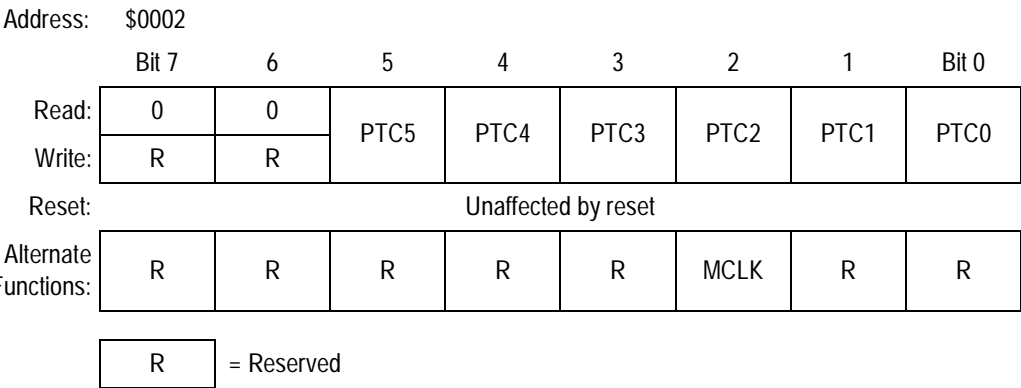 Address: $0002
Bit 7 6 5 4 3 2 1 Bit 0
Read: 0 0 PTC5 PTC4 PTC3 PTC2 PTC1 PTC0
Write: R R
Reset: Unaffected by reset
Alternate
unctions: R R R R R MCLK R R
R = Reserved